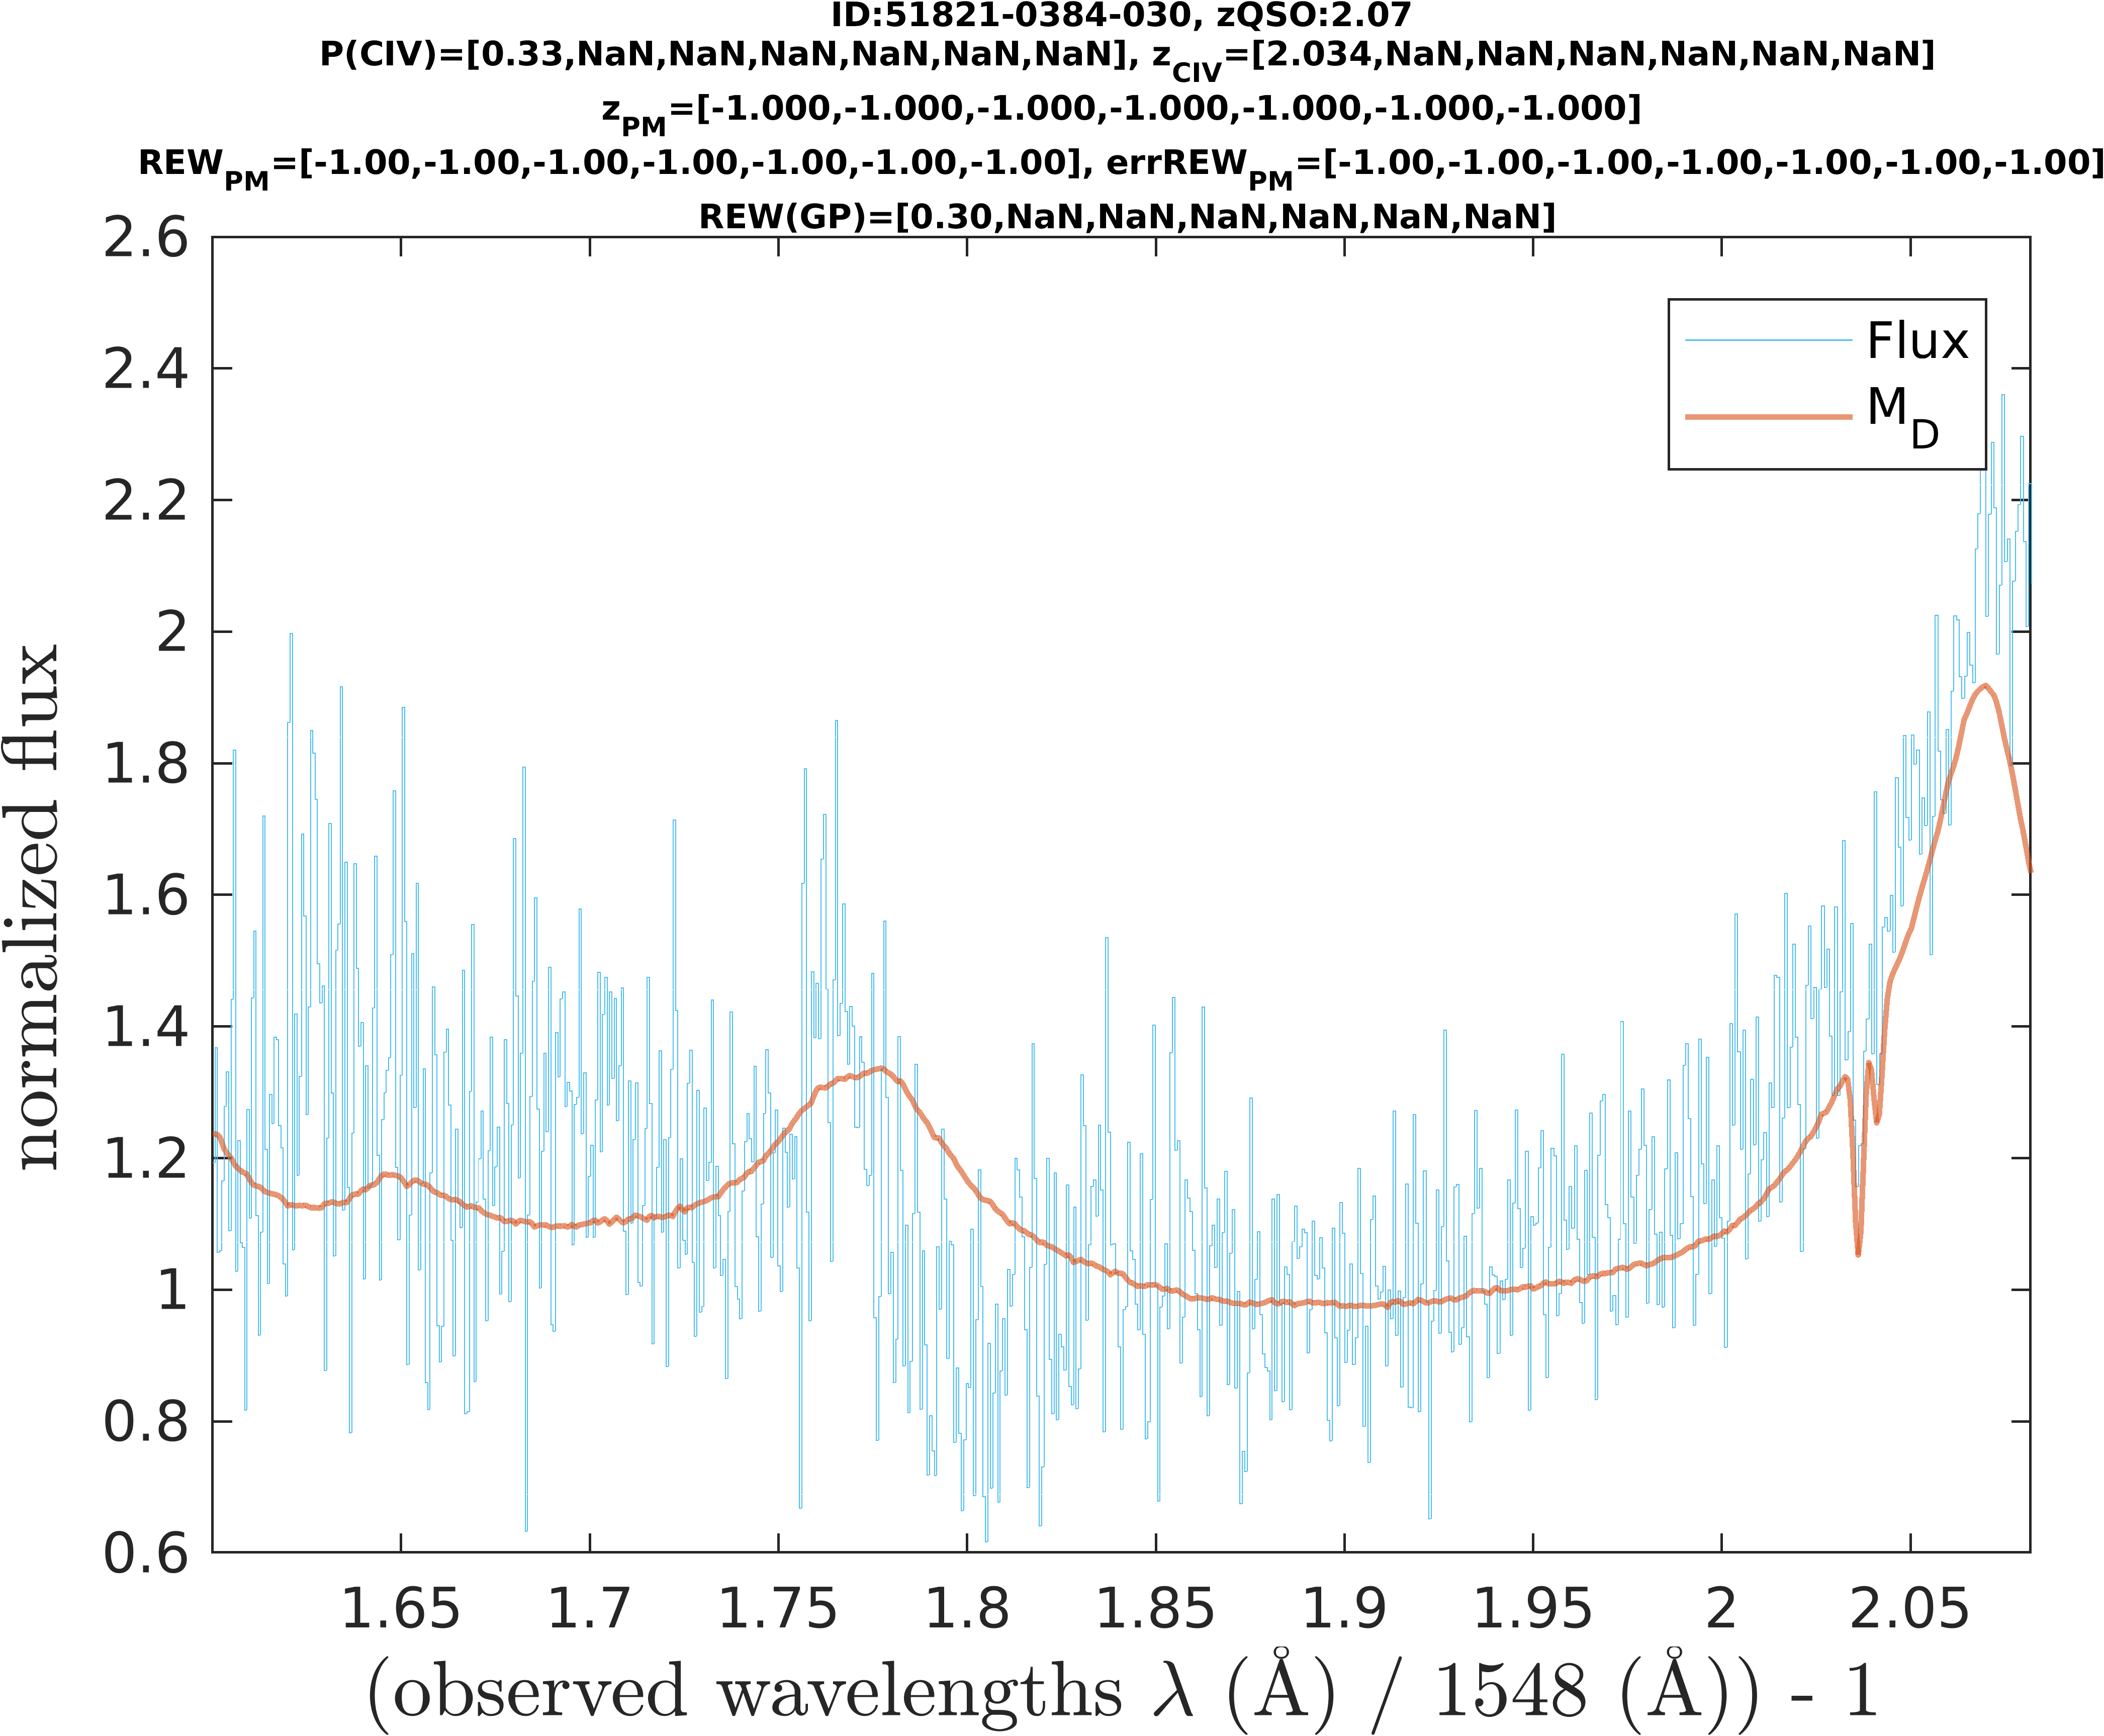 ID:51821-0384-030, zQSO:2.07
P(CIV)=[0.33,NaN,NaN,NaN,NaN,NaN,NaN], zCIV=[2.034,NaN,NaN,NaN,NaN,NaN,NaN]
zPM=[-1.000,-1.000,-1.000,-1.000,-1.000,-1.000,-1.000]
REWPM=[-1.00,-1.00,-1.00,-1.00,-1.00,-1.00,-1.00], errREWPM=[-1.00,-1.00,-1.00,-1.00,-1.00,-1.00,-1.00]
REW(GP)=[0.30,NaN,NaN,NaN,NaN,NaN,NaN]
2.6
2.4
2.2
2
1.8
1.6
1.4
1.2
1
0.8
0.6
normalized flux
Flux
MD
1.65 1.7 1.75 1.8 1.85 1.9 1.95 2 2.05
(observed wavelengths λ (Å) / 1548 (Å)) - 1